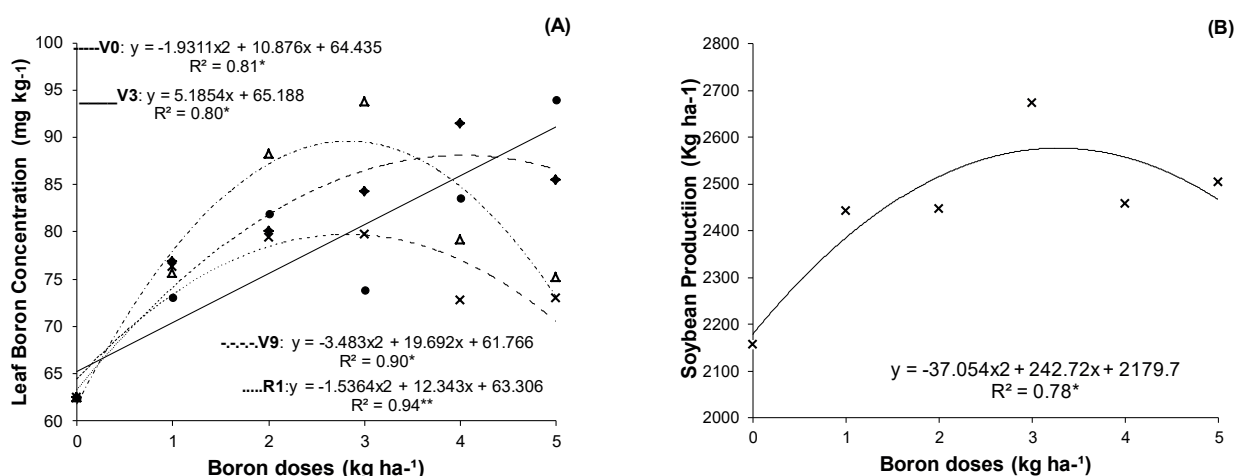 (A)
Leaf Boron Concentration (mg kg-1)
100
95
90
85
80
75
70
65
60
-----V0: y = -1.9311x2 + 10.876x + 64.435
R² = 0.81*
____V3: y = 5.1854x + 65.188
R² = 0.80*
-.-.-.-V9: y = -3.483x2 + 19.692x + 61.766
R² = 0.90*
.....R1:y = -1.5364x2 + 12.343x + 63.306
R² = 0.94**
0 1 2 3 4 5
Boron doses (kg ha-¹)
(B)
Soybean Productiion (Kg ha-1)
2800
2700
2600
2500
2400
2300
2200
2100
2000
y = -37.054x2 + 242.72x + 2179.7
R² = 0.78*
0 1 2 3 4 5
Boron doses (kg ha-¹)